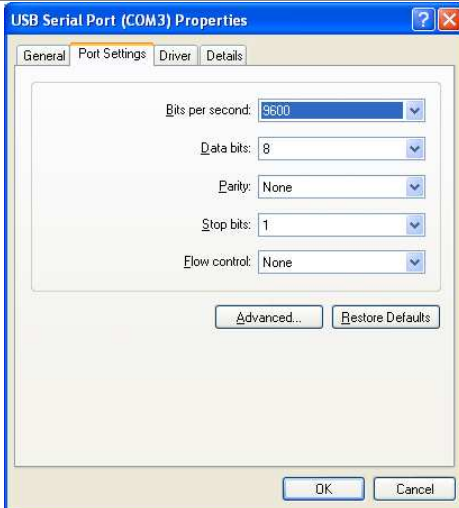 USB Serial Port (COM3) Properties
General Port Settings Driver Details
Bits per second: 9600
Data bits: 8
Parity: None
Stop bits: 1
Flow control: None
Advanced... Restore Defaults
OK Cancel